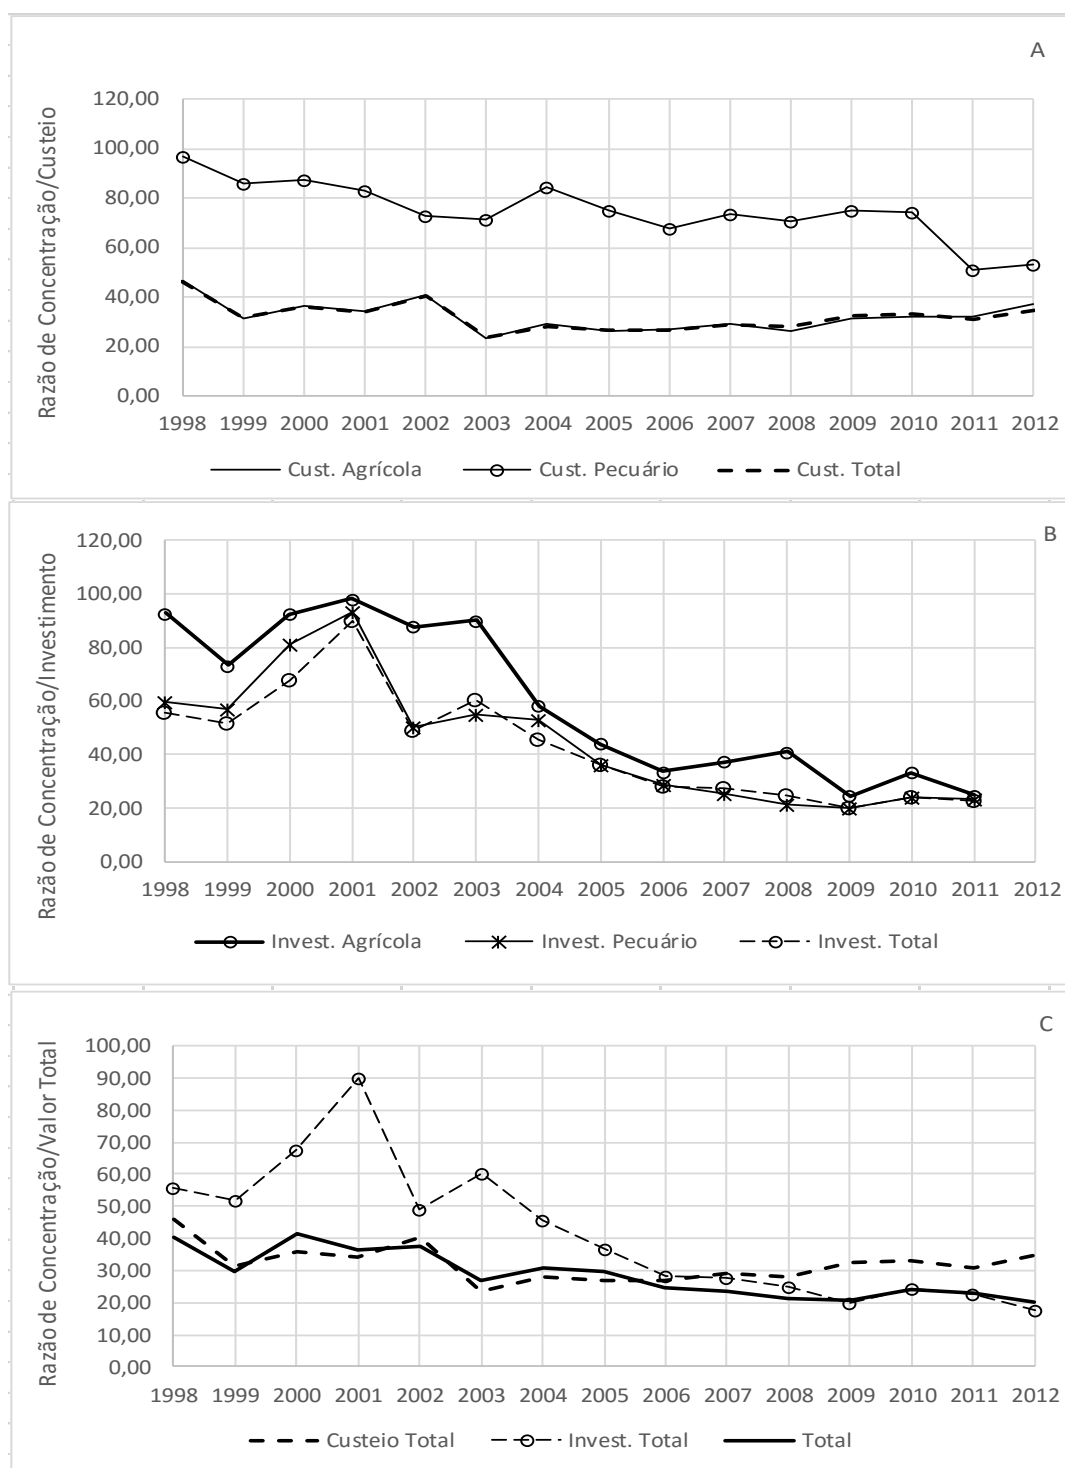 A
Razão de Concentração/Custeio
120,00
100,00
80,00
60,00
40,00
20,00
0,00
1998 1999 2000 2001 2002 2003 2004 2005 2006 2007 2008 2009 2010 2011 2012
Cust. Agrícola Cust. Pecuário Cust. Total
B
Razão de Concentração/Investimento
120,00
100,00
80,00
60,00
40,00
20,00
0,00
1998 1999 2000 2001 2002 2003 2004 2005 2006 2007 2008 2009 2010 2011 2012
Invest. Agrícola Invest. Pecuário Invest. Total
C
Razão de Concentração/Valor Total
100,00
90,00
80,00
70,00
60,00
50,00
40,00
30,00
20,00
10,00
0,00
1998 1999 2000 2001 2002 2003 2004 2005 2006 2007 2008 2009 2010 2011 2012
Custeio Total Invest. Total Total